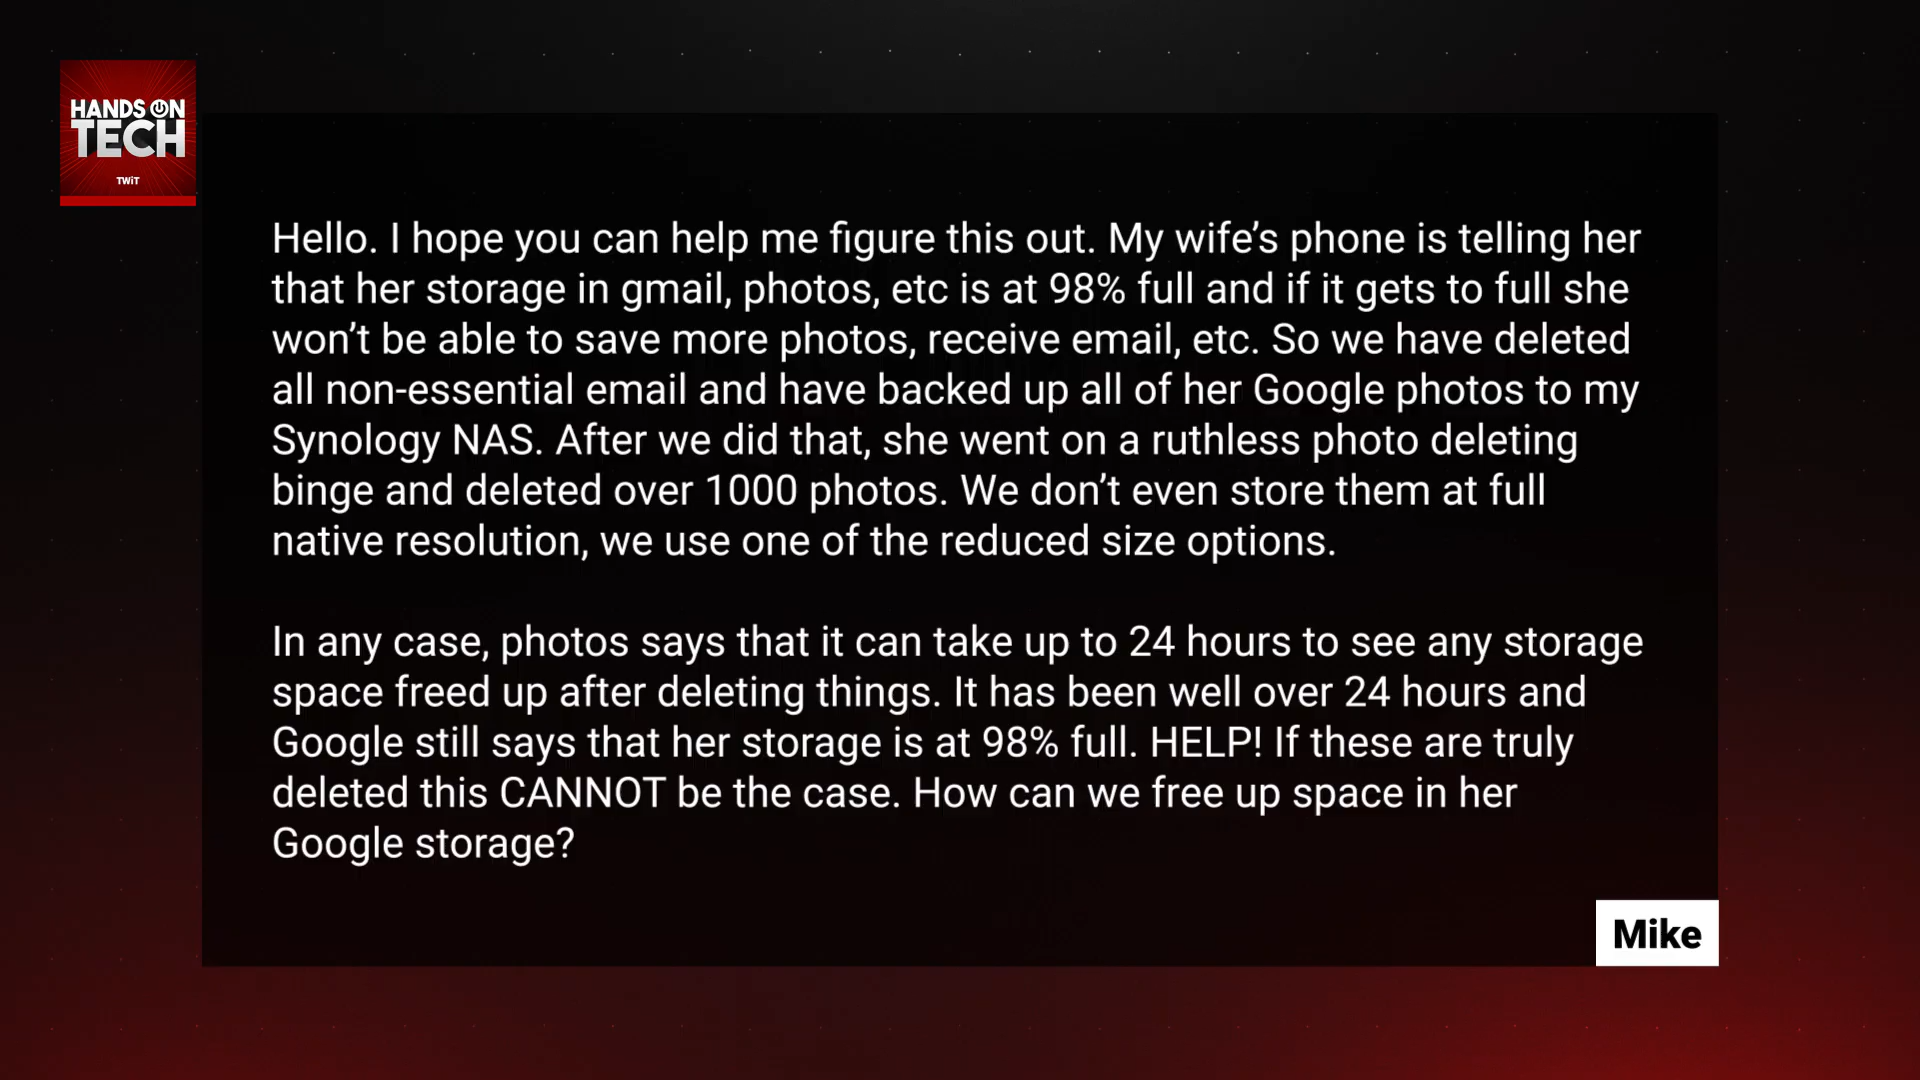 HANDS ON
TECH
TWiT
Hello. I hope you can help me figure this out. My wife’s phone is telling her
that her storage in gmail, photos, etc is at 98% full and if it gets to full she
won’t be able to save more photos, receive email, etc. So we have deleted
all non-essential email and have backed up all of her Google photos to my
Synology NAS. After we did that, she went on a ruthless photo deleting
binge and deleted over 1000 photos. We don’t even store them at full
native resolution, we use one of the reduced size options.
In any case, photos says that it can take up to 24 hours to see any storage
space freed up after deleting things. It has been well over 24 hours and
Google still says that her storage is at 98% full. HELP! If these are truly
deleted this CANNOT be the case. How can we free up space in her
Google storage?
Mike